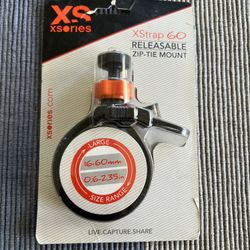 XS
xsories
XStrap 60
RELEASABLE
ZIP-TIE MOUNT
xsories.com
LARGE
16-60mm
0.6-2.35in
SIZE RANGE
LIVE.CAPTURE.SHARE